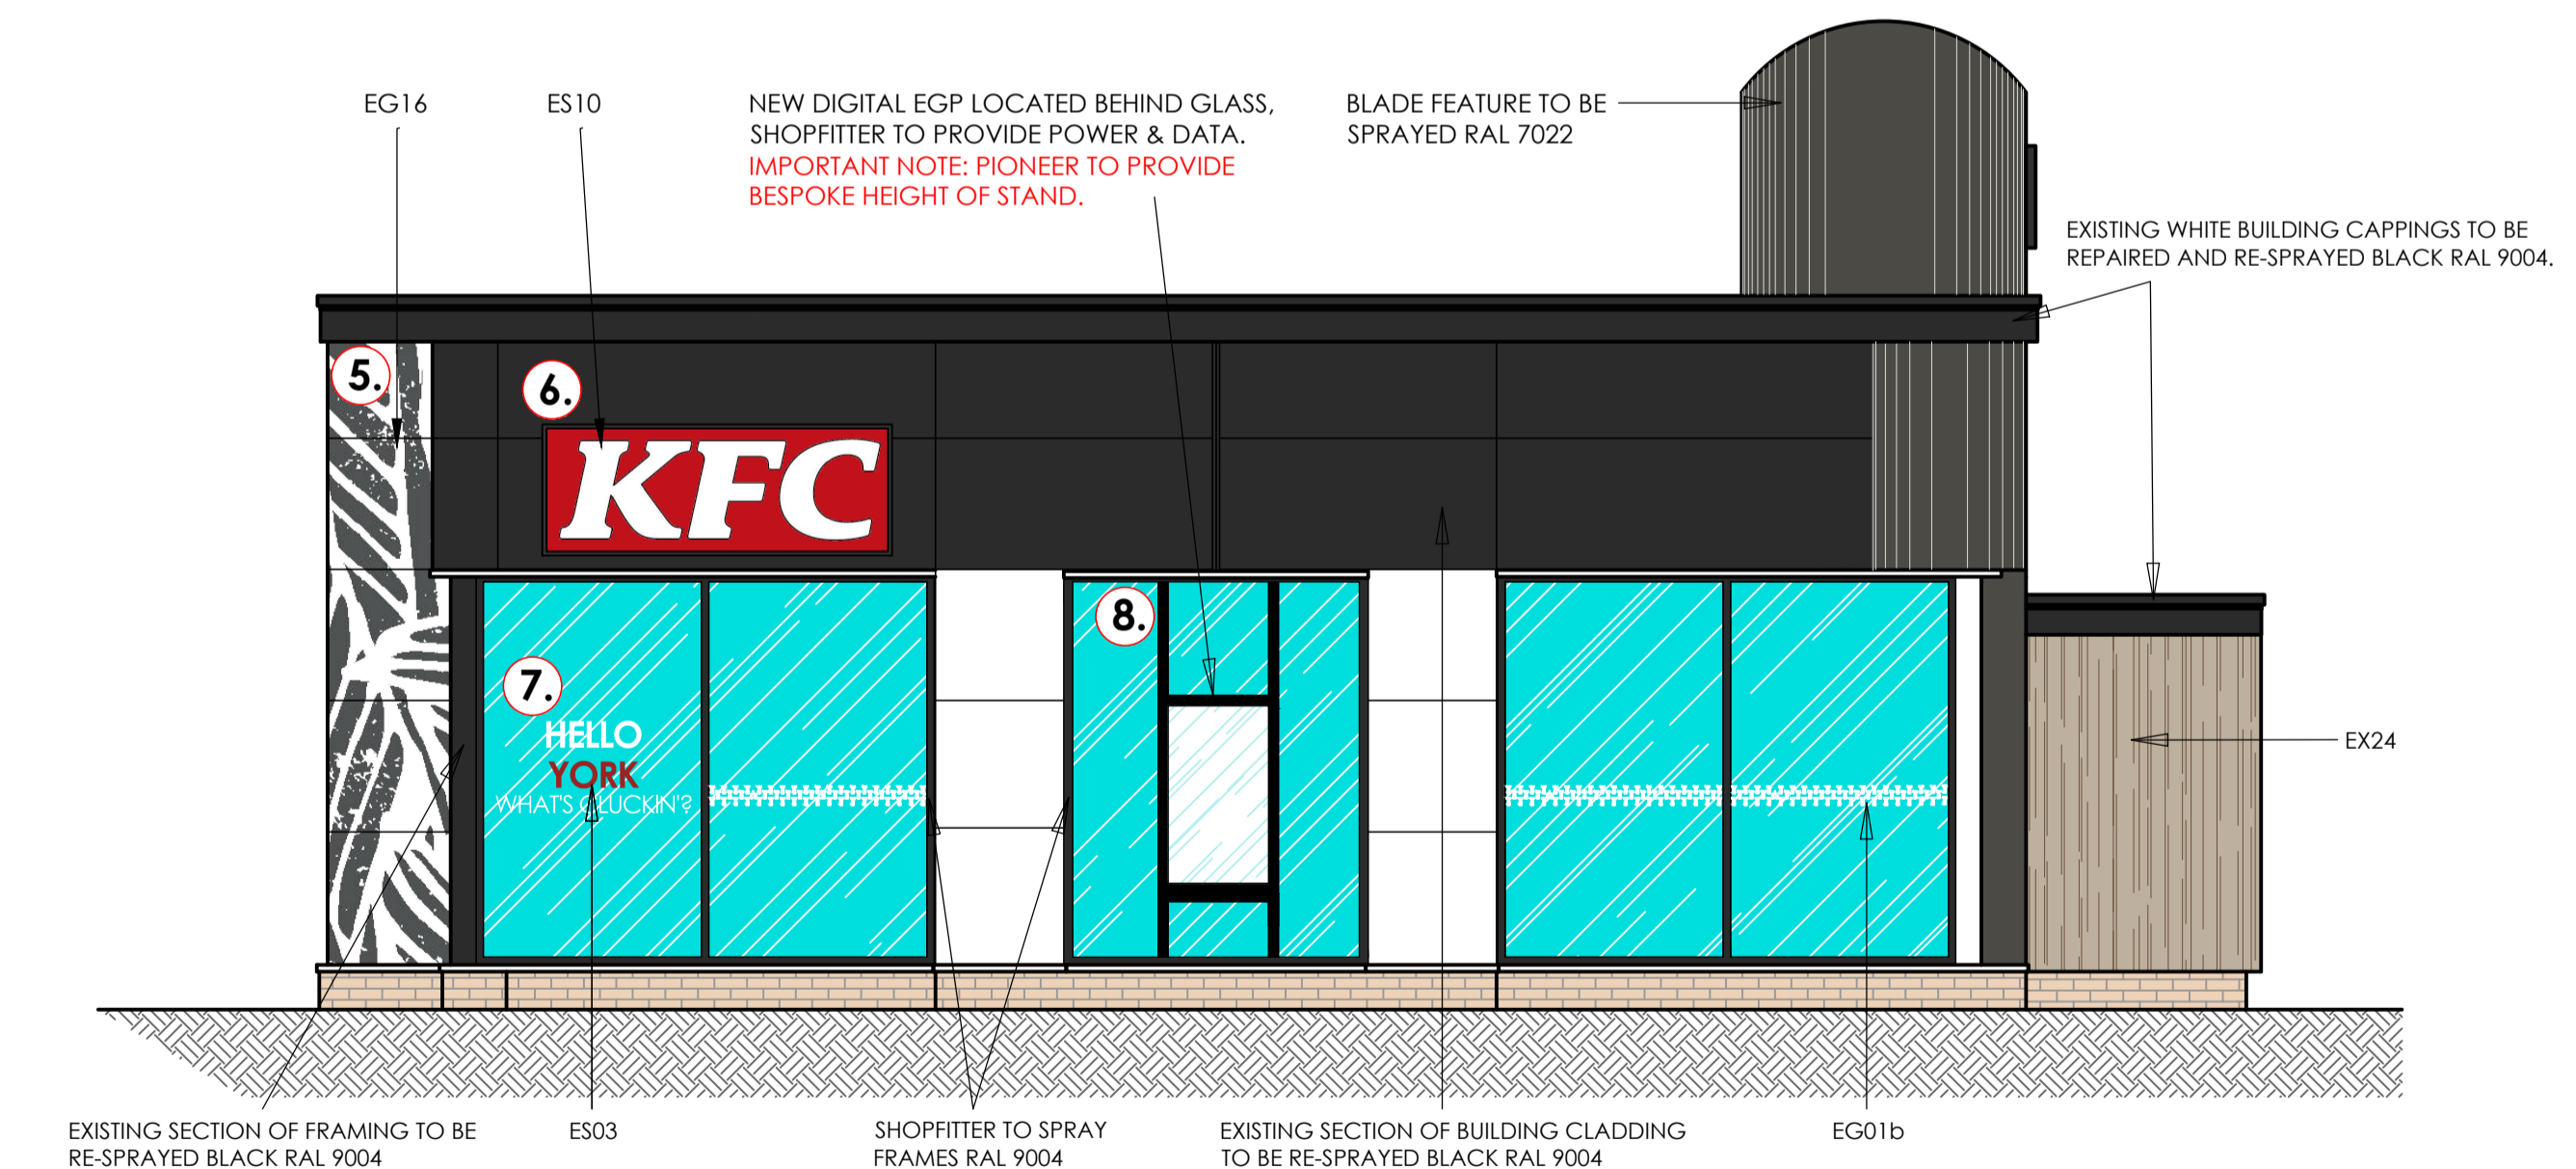 EG16
ES10
NEW DIGITAL EGP LOCATED BEHIND GLASS,
SHOPFITTER TO PROVIDE POWER & DATA.
IMPORTANT NOTE: PIONEER TO PROVIDE
BESPOKE HEIGHT OF STAND.
BLADE FEATURE TO BE
SPRAYED RAL 7022
EXISTING WHITE BUILDING CAPPINGS TO BE
REPAIRED AND RE-SPRAYED BLACK RAL 9004.
5.
6.
KFC
8.
7.
HELLO
YORK
WHAT'S CLUCKIN'?
EX24
EXISTING SECTION OF FRAMING TO BE
RE-SPRAYED BLACK RAL 9004
ES03
SHOPFITTER TO SPRAY
FRAMES RAL 9004
EXISTING SECTION OF BUILDING CLADDING
TO BE RE-SPRAYED BLACK RAL 9004
EG01b